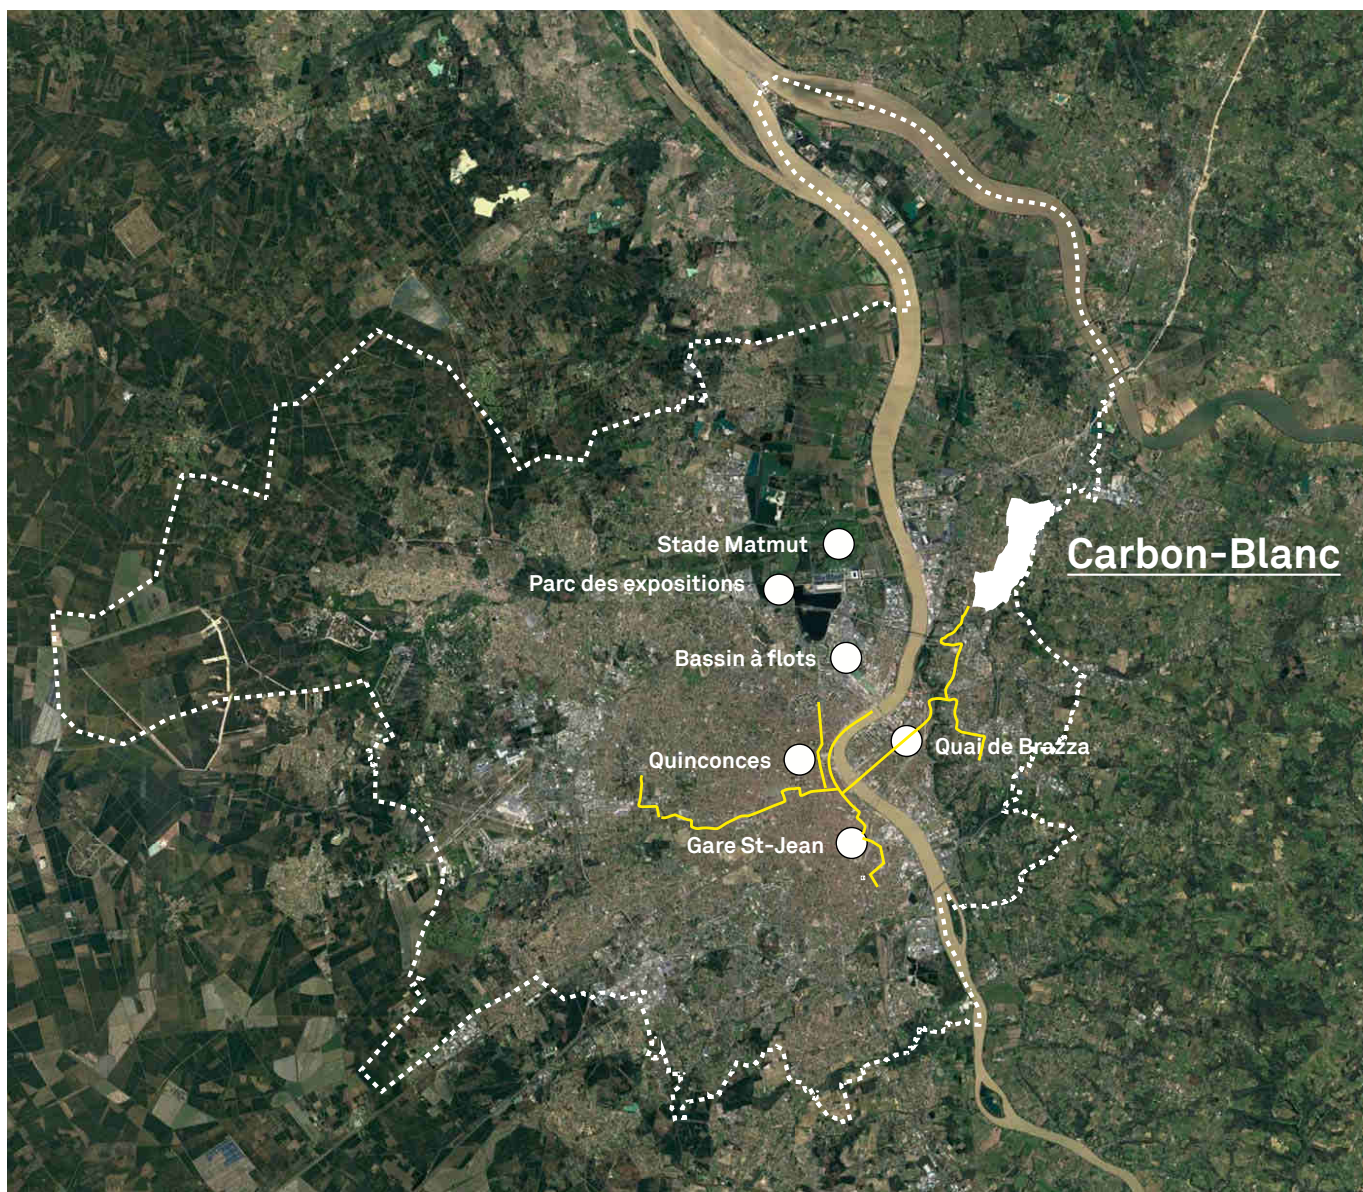 Stade Matmut
Carbon-Blanc
Parc des expositions
Bassin à flots
Quai de Brazza
Quinconces
Gare St-Jean